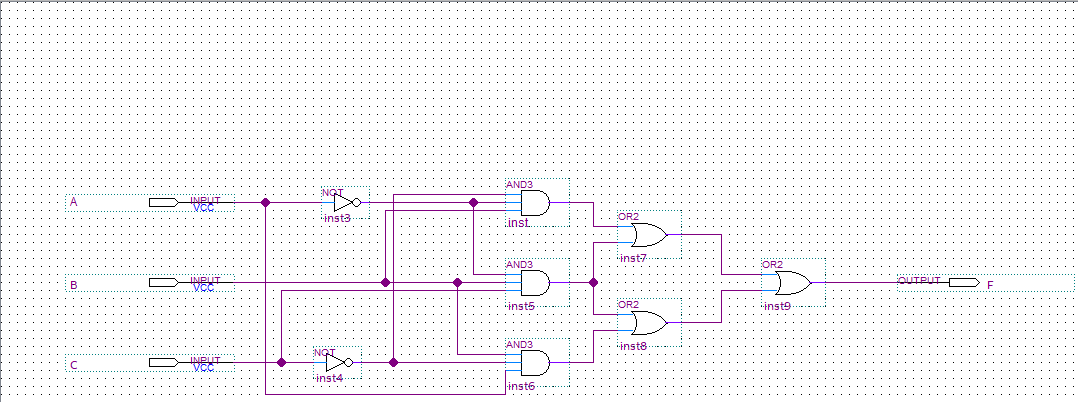 AND3
NOT
A
INPUT
VCC
inst3
inst
OR2
inst7
AND3
OR2
B
INPUT
VCC
OUTPUT
F
inst5
OR2
inst9
inst8
AND3
NOT
C
INPUT
VCC
inst4
inst6